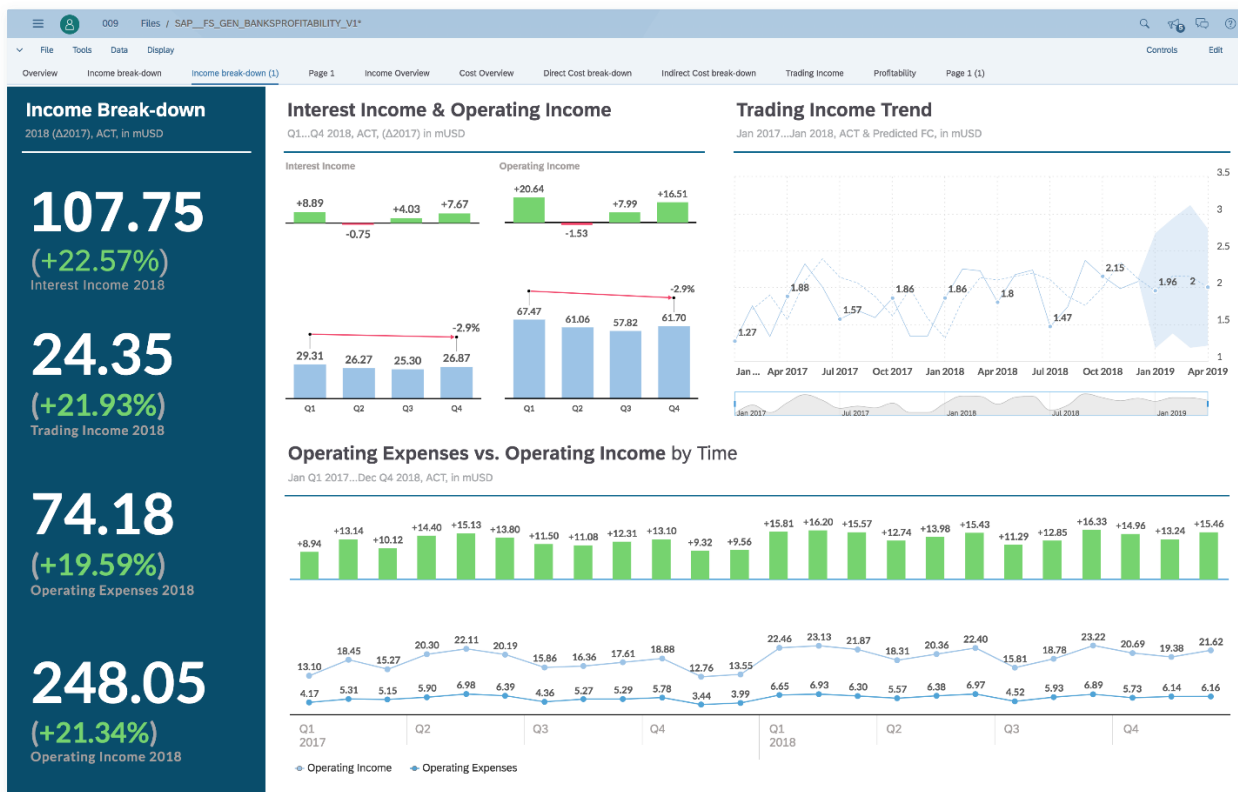 009 Files / SAP__FS_GEN_BANKSPROFITABILITY_V1*
5
File Tools Data Display Controls Edit
Overview Income break-down Income break-down (1) Page 1 Income Overview Cost Overview Direct Cost break-down Indirect Cost break-down Trading Income Profitability Page 1 (1)
Income Break-down
2018 (Δ2017), ACT, in mUSD
107.75
(+22.57%)
Interest Income 2018
24.35
(+21.93%)
Trading Income 2018
74.18
(+19.59%)
Operating Expenses 2018
248.05
(+21.34%)
Operating Income 2018
Interest Income & Operating Income
Q1...Q4 2018, ACT, (Δ2017) in mUSD
Interest Income
+8.89 -0.75 +4.03 +7.67
-2.9%
29.31 26.27 25.30 26.87
Q1 Q2 Q3 Q4
Operating Income
+20.64 -1.53 +7.99 +16.51
-2.9%
67.47 61.06 57.82 61.70
Q1 Q2 Q3 Q4
Trading Income Trend
Jan 2017...Jan 2018, ACT & Predicted FC, in mUSD
3.5
3
2.5
2
1.5
1
1.27 1.88 1.57 1.86 1.86 1.8 1.47 2.15 1.96 2
Jan ... Apr 2017 Jul 2017 Oct 2017 Jan 2018 Apr 2018 Jul 2018 Oct 2018 Jan 2019 Apr 2019
Jan 2017 Jul 2017 Jan 2018 Jul 2018 Jan 2019
Operating Expenses vs. Operating Income by Time
Jan Q1 2017...Dec Q4 2018, ACT, in mUSD
+8.94 +13.14 +10.12 +14.40 +15.13 +13.80 +11.50 +11.08 +12.31 +13.10 +9.32 +9.56 +15.81 +16.20 +15.57 +12.74 +13.98 +15.43 +11.29 +12.85 +16.33 +14.96 +13.24 +15.46
13.10 18.45 15.27 20.30 22.11 20.19 15.86 16.36 17.61 18.88 12.76 13.55 22.46 23.13 21.87 18.31 20.36 22.40 15.81 18.78 23.22 20.69 19.38 21.62
4.17 5.31 5.15 5.90 6.98 6.39 4.36 5.27 5.29 5.78 3.44 3.99 6.65 6.93 6.30 5.57 6.38 6.97 4.52 5.93 6.89 5.73 6.14 6.16
Q1 Q2 Q3 Q4 Q1 Q2 Q3 Q4
2017 2018
Operating Income Operating Expenses